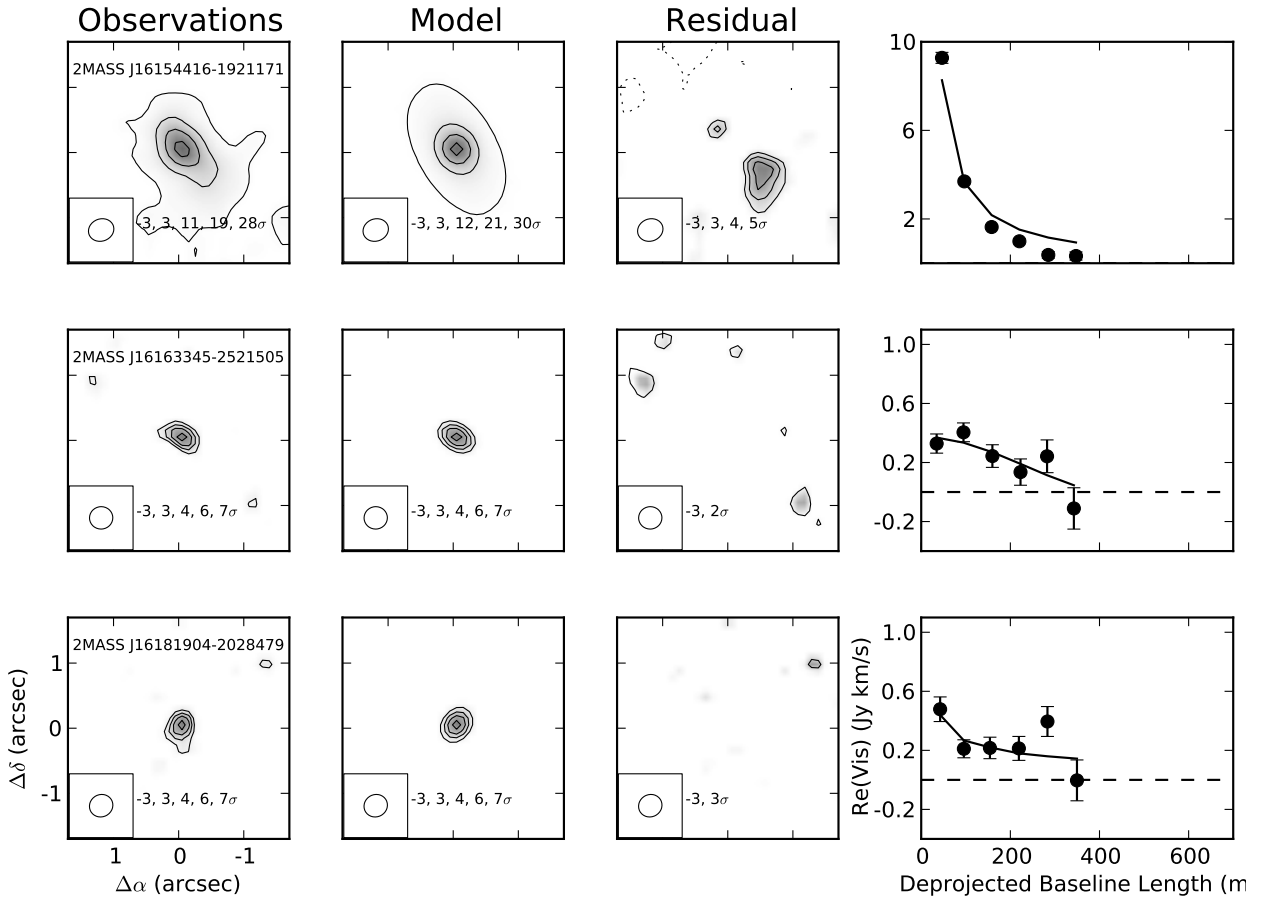 Observations Model Residual
2MASS J16154416-1921171
-3, 3, 11, 19, 28σ
-3, 3, 12, 21, 30σ
-3, 3, 4, 5σ
10
6
2
2MASS J16163345-2521505
-3, 3, 4, 6, 7σ
-3, 3, 4, 6, 7σ
-3, 2σ
1.0
0.6
0.2
-0.2
2MASS J16181904-2028479
-3, 3, 4, 6, 7σ
-3, 3, 4, 6, 7σ
-3, 3σ
Δδ (arcsec)
1
0
-1
1 0 -1
Δα (arcsec)
Re(Vis) (Jy km/s)
1.0
0.6
0.2
-0.2
0 200 400 600
Deprojected Baseline Length (m